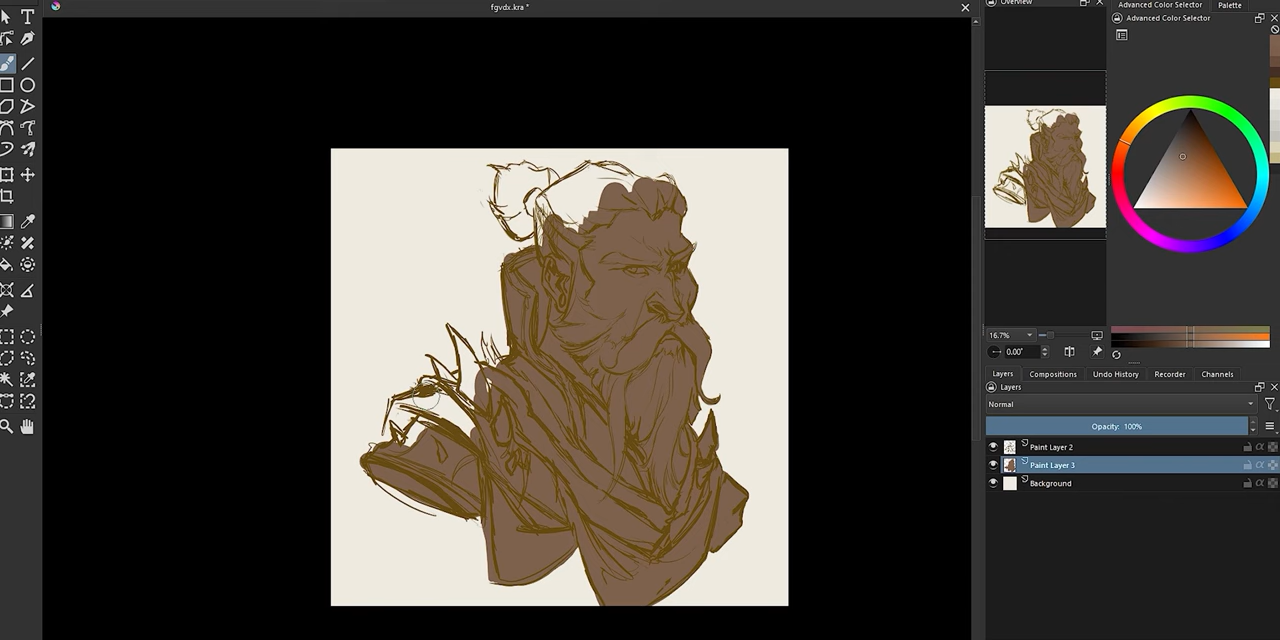 fgvdx.kra *
Overview
Advanced Color Selector Palette
Advanced Color Selector
16.7%
0.00°
Layers Compositions Undo History Recorder Channels
Layers
Normal
Opacity: 100%
Paint Layer 2
Paint Layer 3
Background